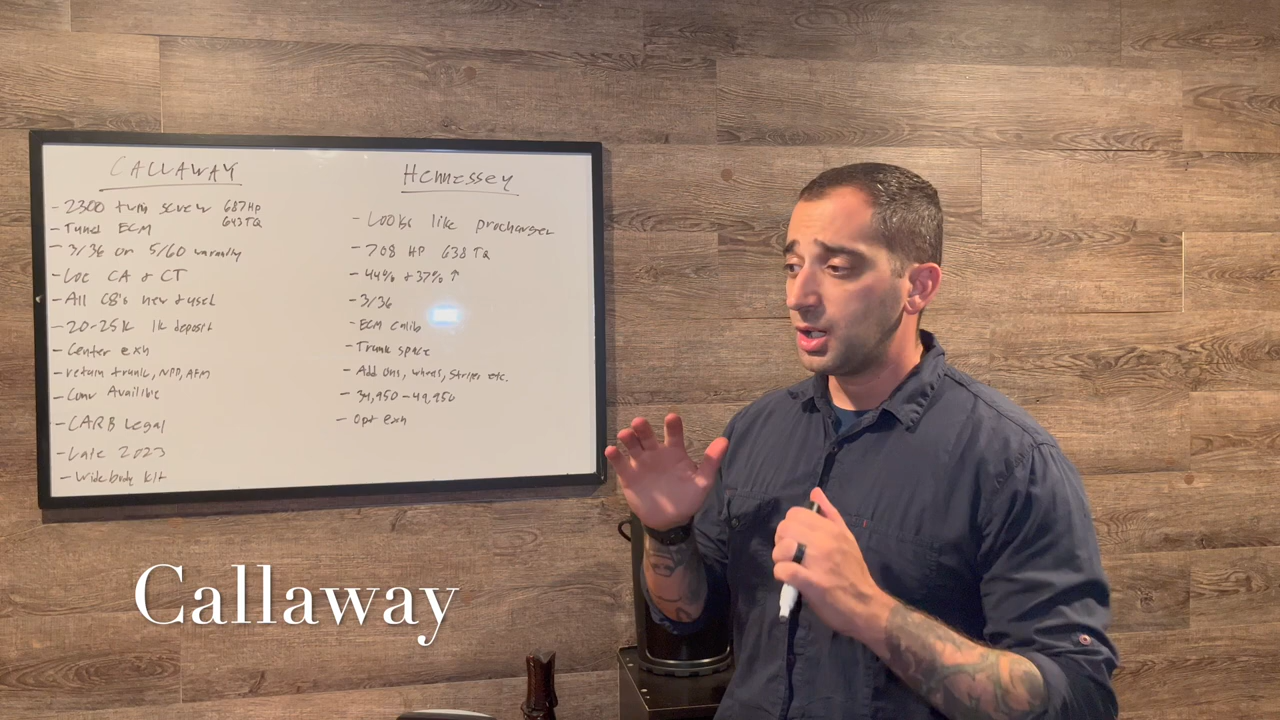 CALLAWAY
- 2300 twin screw 687HP
643TQ
- Tuned ECM
- 3/36 or 5/60 warranty
- Loc CA & CT
- All C8's new & used
- 20-25k 1k deposit
- Center exh
- return trunk, NPP, AFM
- Conv Availible
- CARB Legal
- Late 2023
- Widebody kit
Hennessey
- Looks like procharger
- 708 HP 638 TQ
- 44% & 37% ↑
- 3/36
- ECM Calib
- Trunk space
- Add ons, wheels, stripes etc.
- 34,950 - 49,950
- Opt exh
Callaway